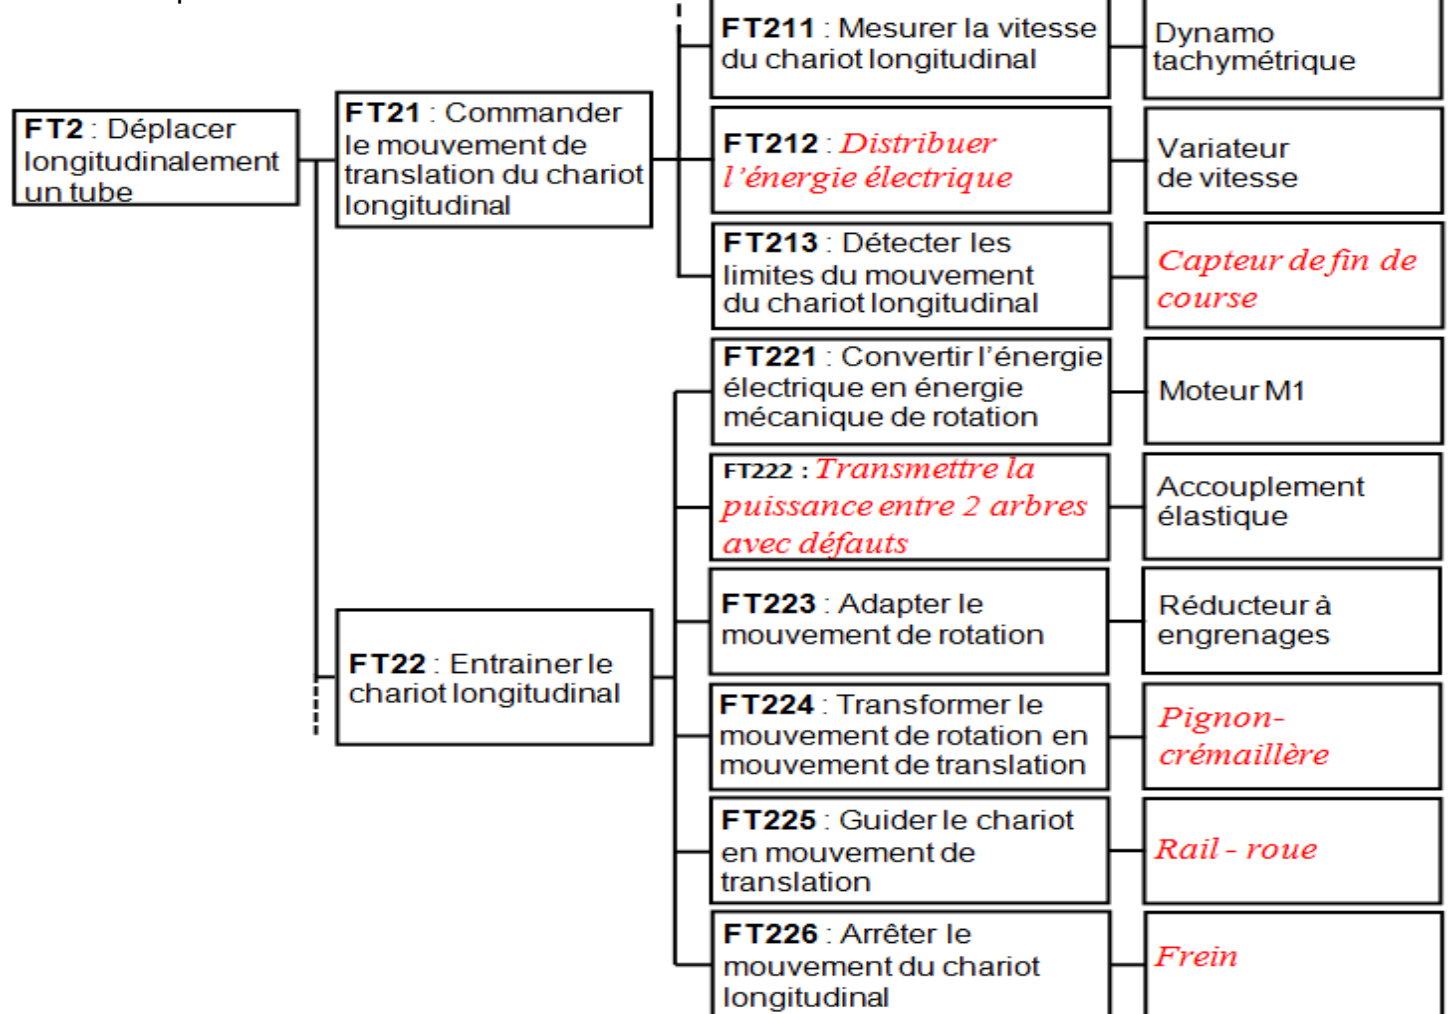 FT2 : Déplacer
longitudinalement
un tube
FT21 : Commander
le mouvement de
translation du chariot
longitudinal
FT211 : Mesurer la vitesse
du chariot longitudinal
Dynamo
tachymétrique
FT212 : Distribuer
l’énergie électrique
Variateur
de vitesse
FT213 : Détecter les
limites du mouvement
du chariot longitudinal
Capteur de fin de
course
FT22 : Entrainer le
chariot longitudinal
FT221 : Convertir l’énergie
électrique en énergie
mécanique de rotation
Moteur M1
FT222 : Transmettre la
puissance entre 2 arbres
avec défauts
Accouplement
élastique
FT223 : Adapter le
mouvement de rotation
Réducteur à
engrenages
FT224 : Transformer le
mouvement de rotation en
mouvement de translation
Pignon-
crémaillère
FT225 : Guider le chariot
en mouvement de
translation
Rail - roue
FT226 : Arrêter le
mouvement du chariot
longitudinal
Frein